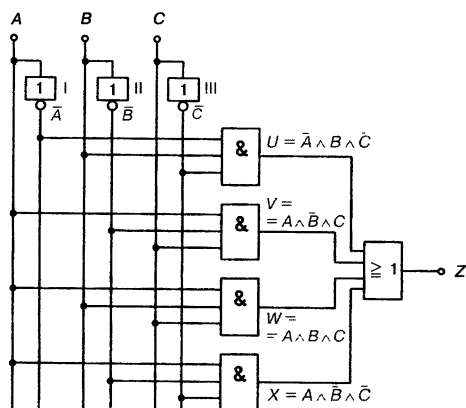 A B C
1 I 1 II 1 III
Ā B̄ C̄
& U = Ā ∧ B ∧ C̄
& V =
= A ∧ B̄ ∧ C
≧ 1 Z
& W =
= A ∧ B ∧ C
& X = A ∧ B̄ ∧ C̄